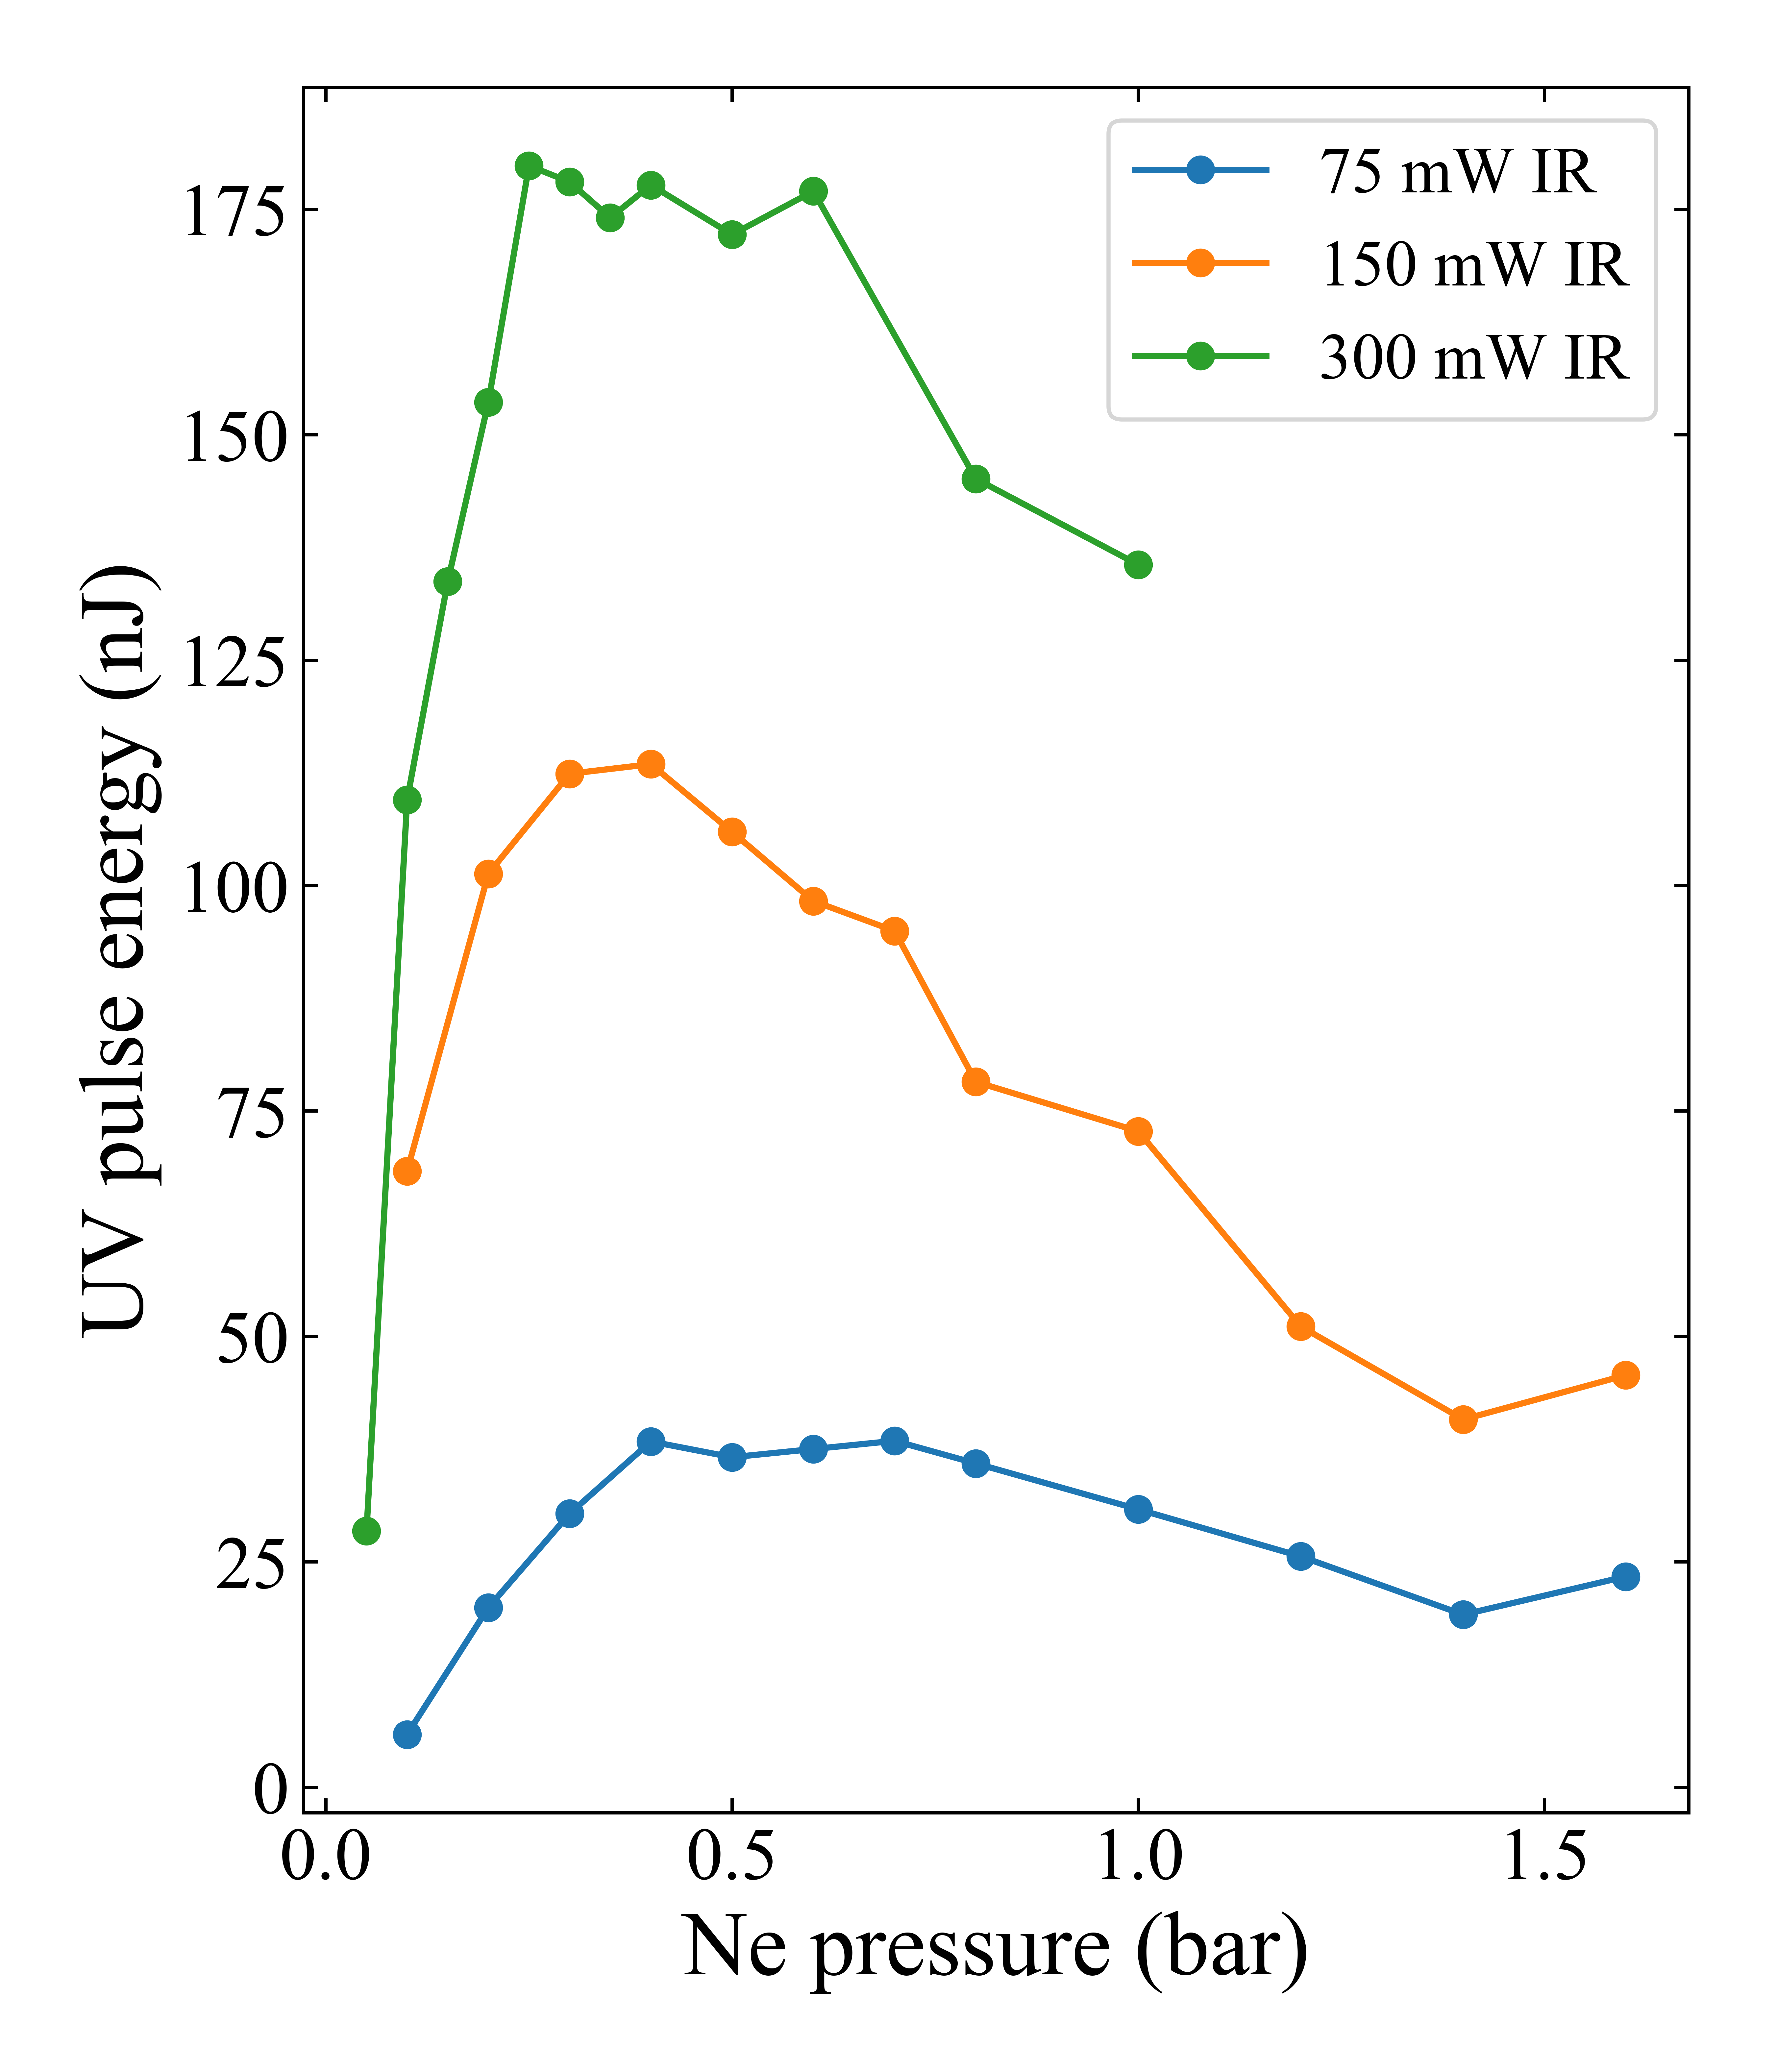 75 mW IR
150 mW IR
300 mW IR
175
150
125
100
75
50
25
0
UV pulse energy (nJ)
0.0 0.5 1.0 1.5
Ne pressure (bar)